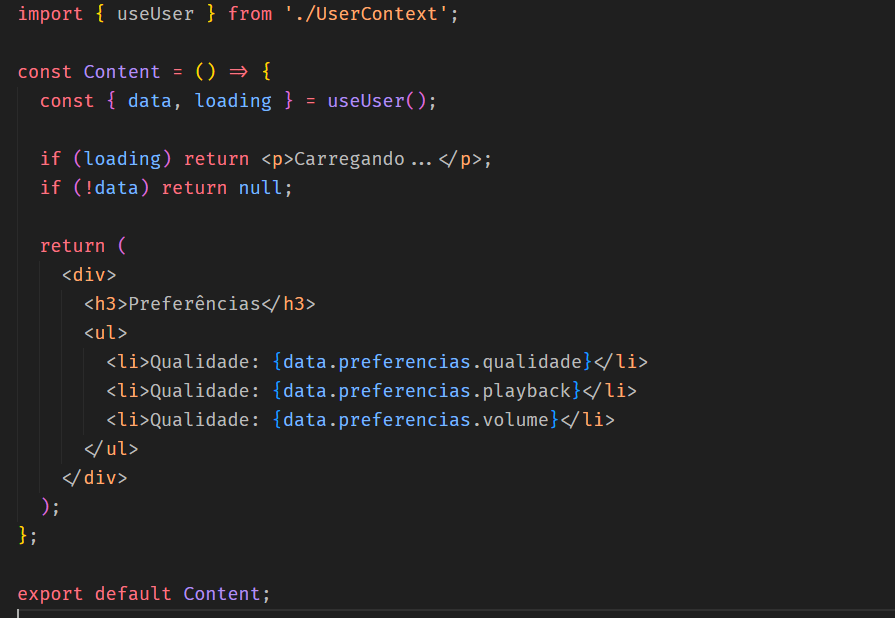 import { useUser } from './UserContext';
const Content = () => {
const { data, loading } = useUser();
if (loading) return <p>Carregando...</p>;
if (!data) return null;
return (
<div>
<h3>Preferências</h3>
<ul>
<li>Qualidade: {data.preferencias.qualidade}</li>
<li>Qualidade: {data.preferencias.playback}</li>
<li>Qualidade: {data.preferencias.volume}</li>
</ul>
</div>
);
};
export default Content;